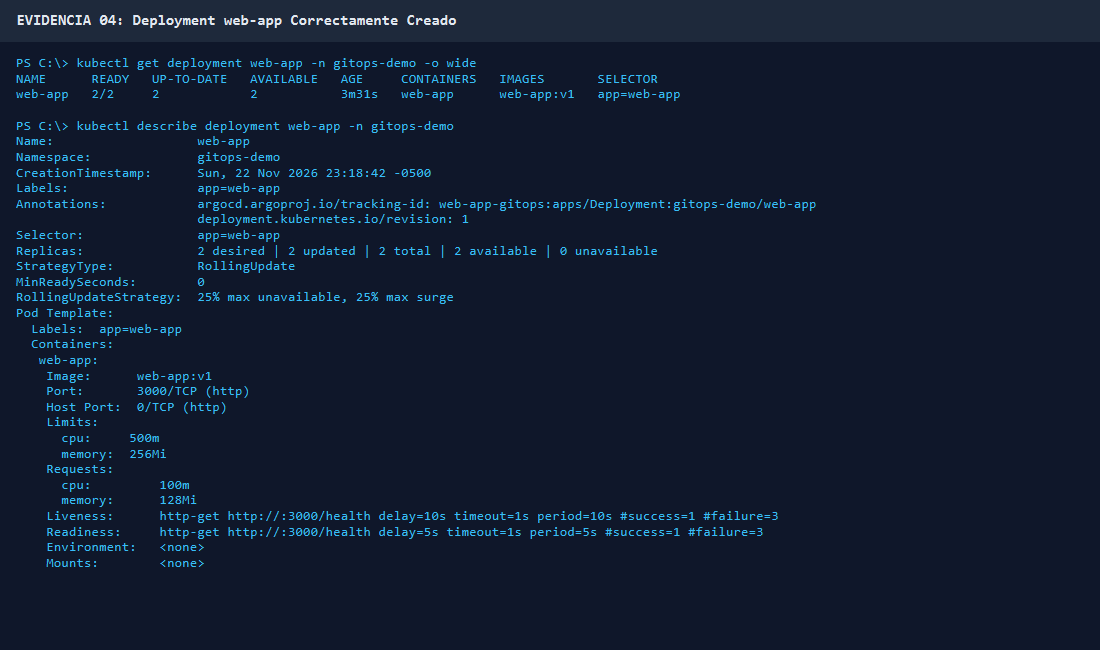 EVIDENCIA 04: Deployment web-app Correctamente Creado
PS C:\> kubectl get deployment web-app -n gitops-demo -o wide
NAME      READY   UP-TO-DATE   AVAILABLE   AGE     CONTAINERS   IMAGES       SELECTOR
web-app   2/2     2            2           3m31s   web-app      web-app:v1   app=web-app
PS C:\> kubectl describe deployment web-app -n gitops-demo
Name:                   web-app
Namespace:              gitops-demo
CreationTimestamp:      Sun, 22 Nov 2026 23:18:42 -0500
Labels:                 app=web-app
Annotations:            argocd.argoproj.io/tracking-id: web-app-gitops:apps/Deployment:gitops-demo/web-app
                        deployment.kubernetes.io/revision: 1
Selector:               app=web-app
Replicas:               2 desired | 2 updated | 2 total | 2 available | 0 unavailable
StrategyType:           RollingUpdate
MinReadySeconds:        0
RollingUpdateStrategy:  25% max unavailable, 25% max surge
Pod Template:
  Labels:  app=web-app
  Containers:
   web-app:
    Image:      web-app:v1
    Port:       3000/TCP (http)
    Host Port:  0/TCP (http)
    Limits:
      cpu:     500m
      memory:  256Mi
    Requests:
      cpu:         100m
      memory:      128Mi
    Liveness:      http-get http://:3000/health delay=10s timeout=1s period=10s #success=1 #failure=3
    Readiness:     http-get http://:3000/health delay=5s timeout=1s period=5s #success=1 #failure=3
    Environment:   <none>
    Mounts:        <none>